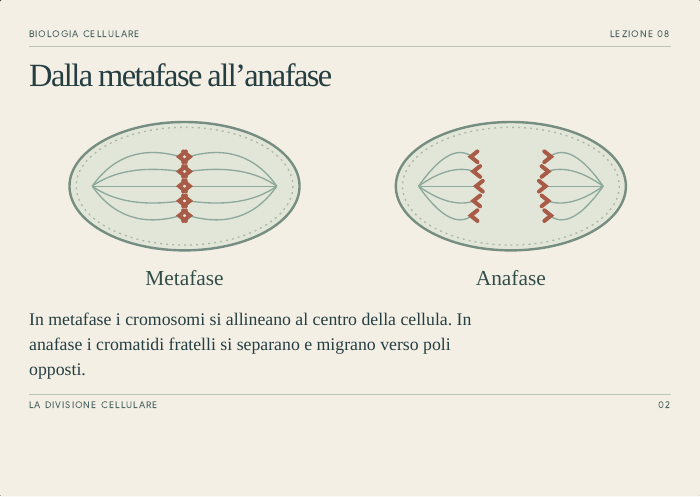 BIOLOGIA CELLULARE
LEZIONE 08
Dalla metafase all’anafase
Metafase
Anafase
In metafase i cromosomi si allineano al centro della cellula. In
anafase i cromatidi fratelli si separano e migrano verso poli
opposti.
LA DIVISIONE CELLULARE
02